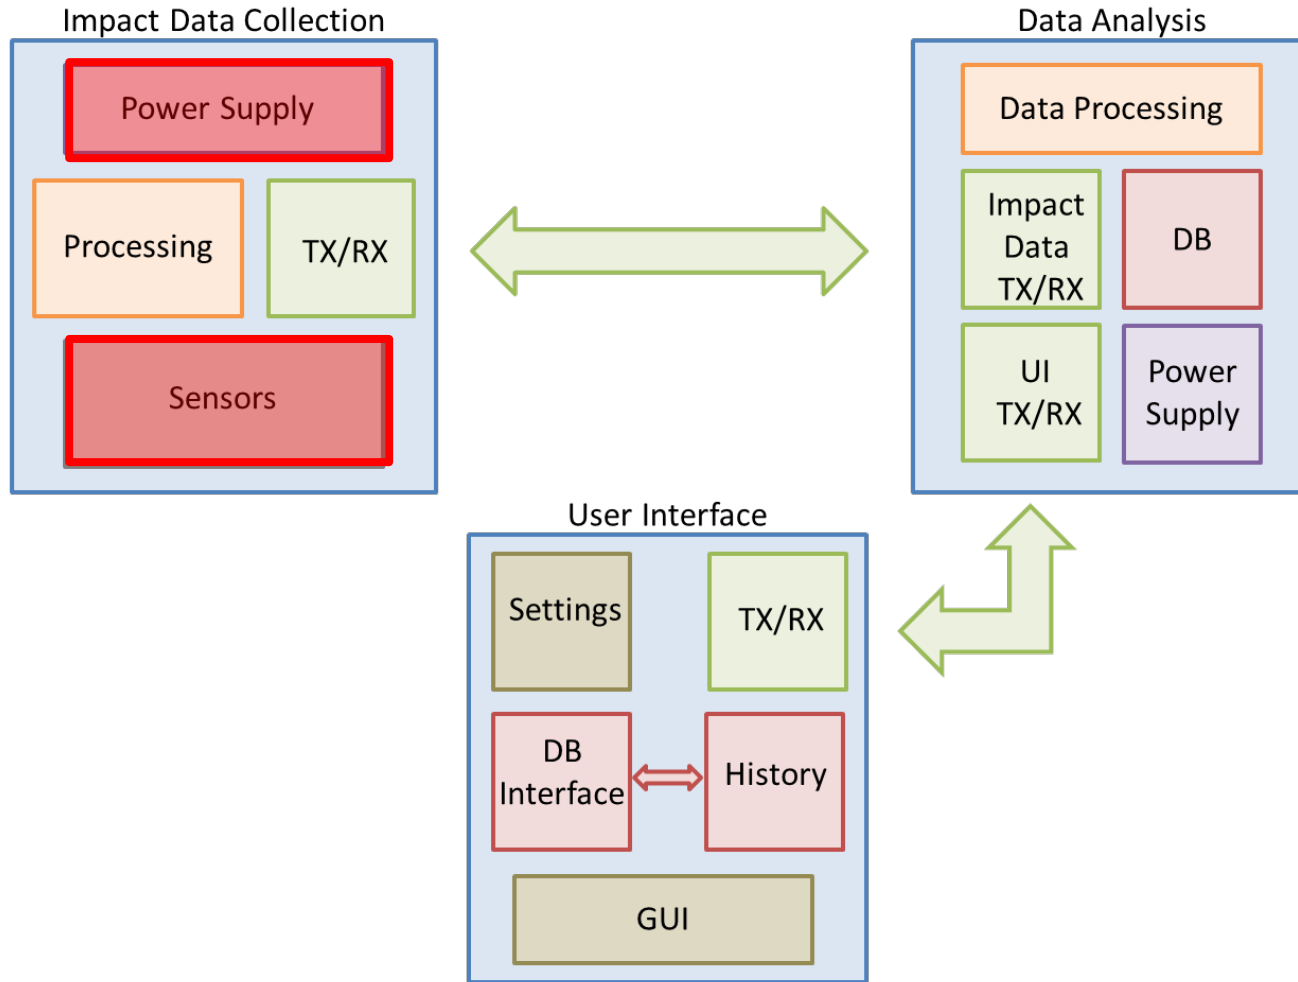 Impact Data Collection
Power Supply
Processing
TX/RX
Sensors
Data Analysis
Data Processing
Impact
Data
TX/RX
DB
UI
TX/RX
Power
Supply
User Interface
Settings
TX/RX
DB
Interface
History
GUI